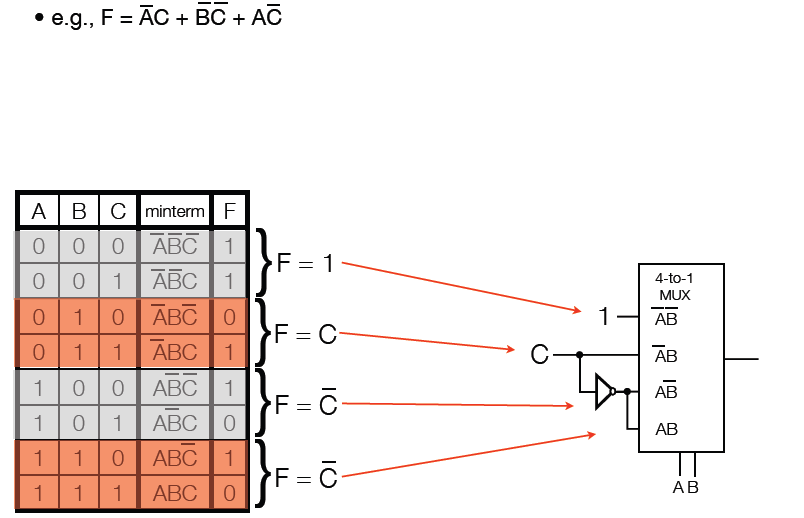 • e.g., F = A̅C + B̅C̅ + AC̅
A B C minterm F
0 0 0 A̅B̅C̅ 1
0 0 1 A̅B̅C 1
F = 1
0 1 0 A̅BC̅ 0
0 1 1 A̅BC 1
F = C
1 0 0 AB̅C̅ 1
1 0 1 AB̅C 0
F = C̅
1 1 0 ABC̅ 1
1 1 1 ABC 0
F = C̅
4-to-1
MUX
1 A̅B̅
C A̅B
AB̅
AB
A B